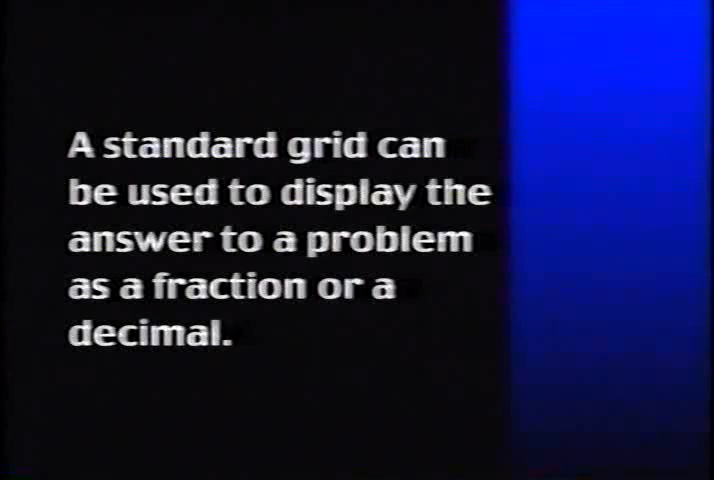 A standard grid can
be used to display the
answer to a problem
as a fraction or a
decimal.